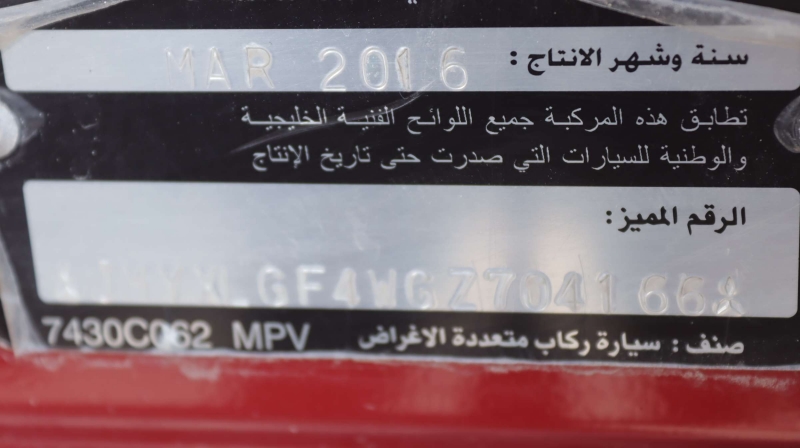 سنة وشهر الانتاج : MAR 2016
تطابق هذه المركبة جميع اللوائح الفنية الخليجية
والوطنية للسيارات التي صدرت حتى تاريخ الإنتاج
الرقم المميز:
GF4WGZ704166
صنف : سيارة ركاب متعددة الاغراض 7430C062 MPV